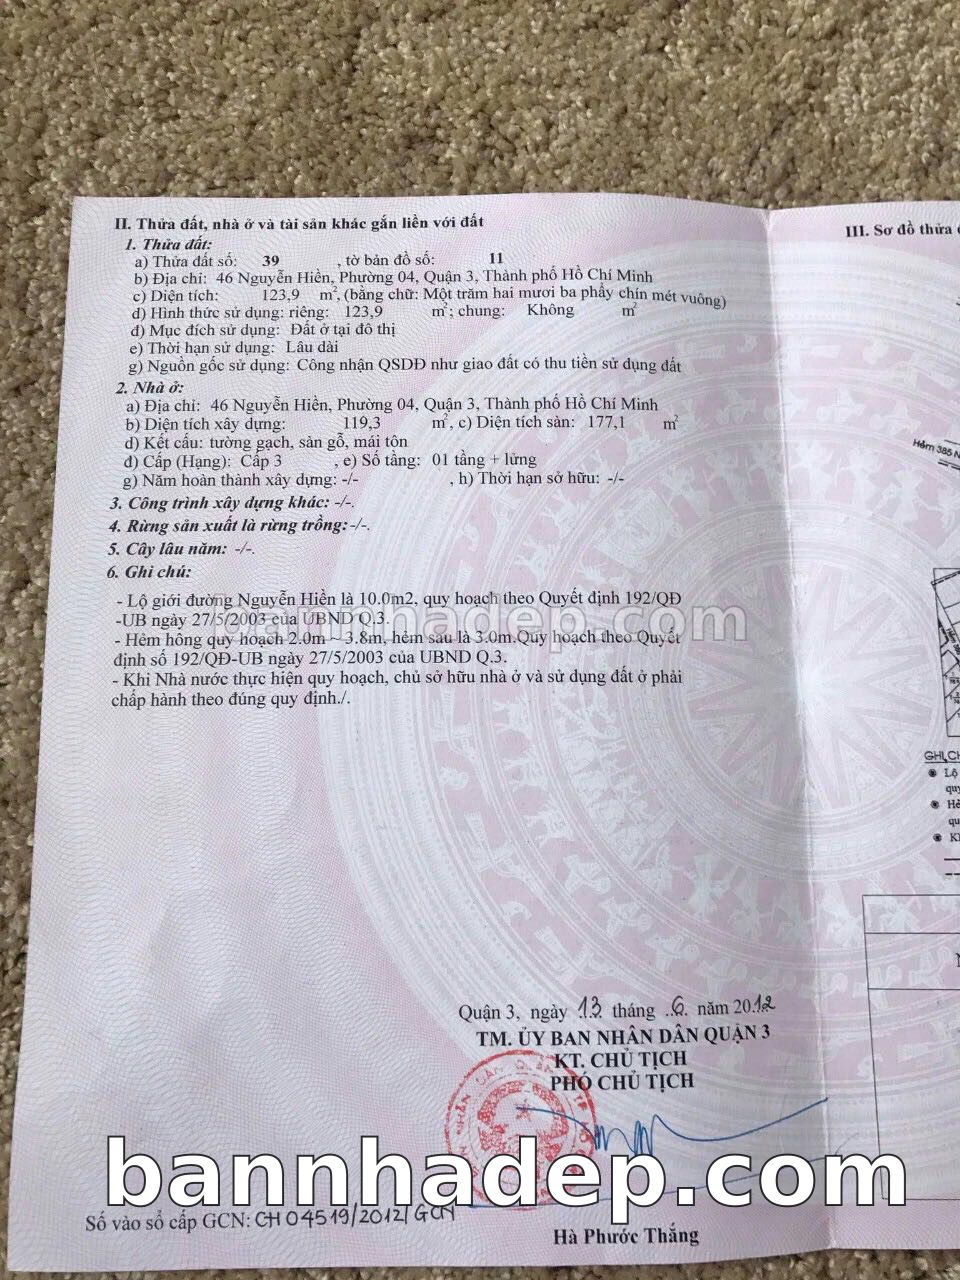 II. Thửa đất, nhà ở và tài sản khác gắn liền với đất
1. Thửa đất:
a) Thửa đất số: 39 , tờ bản đồ số: 11
b) Địa chỉ: 46 Nguyễn Hiền, Phường 04, Quận 3, Thành phố Hồ Chí Minh
c) Diện tích: 123,9 m², (bằng chữ: Một trăm hai mươi ba phẩy chín mét vuông)
d) Hình thức sử dụng: riêng: 123,9 m²; chung: Không m²
đ) Mục đích sử dụng: Đất ở tại đô thị
e) Thời hạn sử dụng: Lâu dài
g) Nguồn gốc sử dụng: Công nhận QSDĐ như giao đất có thu tiền sử dụng đất
2. Nhà ở:
a) Địa chỉ: 46 Nguyễn Hiền, Phường 04, Quận 3, Thành phố Hồ Chí Minh
b) Diện tích xây dựng: 119,3 m², c) Diện tích sàn: 177,1 m²
d) Kết cấu: tường gạch, sàn gỗ, mái tôn
đ) Cấp (Hạng): Cấp 3 , e) Số tầng: 01 tầng + lửng
g) Năm hoàn thành xây dựng: -/- , h) Thời hạn sở hữu: -/-
3. Công trình xây dựng khác: -/-.
4. Rừng sản xuất là rừng trồng:-/-.
5. Cây lâu năm: -/-.
6. Ghi chú:
- Lộ giới đường Nguyễn Hiền là 10.0m2, quy hoạch theo Quyết định 192/QĐ
-UB ngày 27/5/2003 của UBND Q.3.
bannhadep.com
- Hẻm hông quy hoạch 2.0m ~ 3.8m, hẻm sau là 3.0m.Quy hoạch theo Quyết
định số 192/QĐ-UB ngày 27/5/2003 của UBND Q.3.
- Khi Nhà nước thực hiện quy hoạch, chủ sở hữu nhà ở và sử dụng đất ở phải
chấp hành theo đúng quy định./.
Quận 3, ngày 13 tháng 6 năm 2012
TM. ỦY BAN NHÂN DÂN QUẬN 3
KT. CHỦ TỊCH
PHÓ CHỦ TỊCH
bannhadep.com
Số vào sổ cấp GCN: CH04519/2012/GCN
Hà Phước Thắng
III. Sơ đồ thửa
Hẻm 385
GHI
Lộ